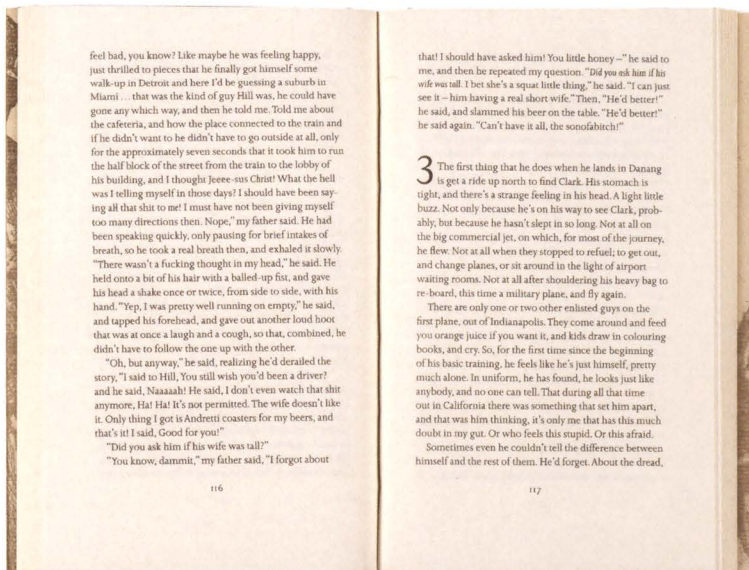 feel bad, you know? Like maybe he was feeling happy,
just thrilled to pieces that he finally got himself some
walk-up in Detroit and here I'd be guessing a suburb in
Miami … that was the kind of guy Hill was, he could have
gone any which way, and then he told me. Told me about
the cafeteria, and how the place connected to the train and
if he didn't want to he didn't have to go outside at all, only
for the approximately seven seconds that it took him to run
the half block of the street from the train to the lobby of
his building, and I thought Jeeee-sus Christ! What the hell
was I telling myself in those days? I should have been say-
ing all that shit to me! I must have not been giving myself
too many directions then. Nope,” my father said. He had
been speaking quickly, only pausing for brief intakes of
breath, so he took a real breath then, and exhaled it slowly.
“There wasn't a fucking thought in my head,” he said. He
held onto a bit of his hair with a balled-up fist, and gave
his head a shake once or twice, from side to side, with his
hand. “Yep, I was pretty well running on empty,” he said,
and tapped his forehead, and gave out another loud hoot
that was at once a laugh and a cough, so that, combined, he
didn't have to follow the one up with the other.
“Oh, but anyway,” he said, realizing he'd derailed the
story, “I said to Hill, You still wish you'd been a driver?
and he said, Naaaaah! He said, I don't even watch that shit
anymore, Ha! Ha! It's not permitted. The wife doesn't like
it. Only thing I got is Andretti coasters for my beers, and
that's it! I said, Good for you!”
“Did you ask him if his wife was tall?”
“You know, dammit,” my father said, “I forgot about
116
that! I should have asked him! You little honey –” he said to
me, and then he repeated my question. “Did you ask him if his
wife was tall. I bet she's a squat little thing,” he said. “I can just
see it – him having a real short wife.” Then, “He'd better!”
he said, and slammed his beer on the table. “He'd better!”
he said again. “Can't have it all, the sonofabitch!”
3 The first thing that he does when he lands in Danang
is get a ride up north to find Clark. His stomach is
tight, and there's a strange feeling in his head. A light little
buzz. Not only because he's on his way to see Clark, prob-
ably, but because he hasn't slept in so long. Not at all on
the big commercial jet, on which, for most of the journey,
he flew. Not at all when they stopped to refuel; to get out,
and change planes, or sit around in the light of airport
waiting rooms. Not at all after shouldering his heavy bag to
re-board, this time a military plane, and fly again.
There are only one or two other enlisted guys on the
first plane, out of Indianapolis. They come around and feed
you orange juice if you want it, and kids draw in colouring
books, and cry. So, for the first time since the beginning
of his basic training, he feels like he's just himself, pretty
much alone. In uniform, he has found, he looks just like
anybody, and no one can tell. That during all that time
out in California there was something that set him apart,
and that was him thinking, it's only me that has this much
doubt in my gut. Or who feels this stupid. Or this afraid.
Sometimes even he couldn't tell the difference between
himself and the rest of them. He'd forget. About the dread,
117